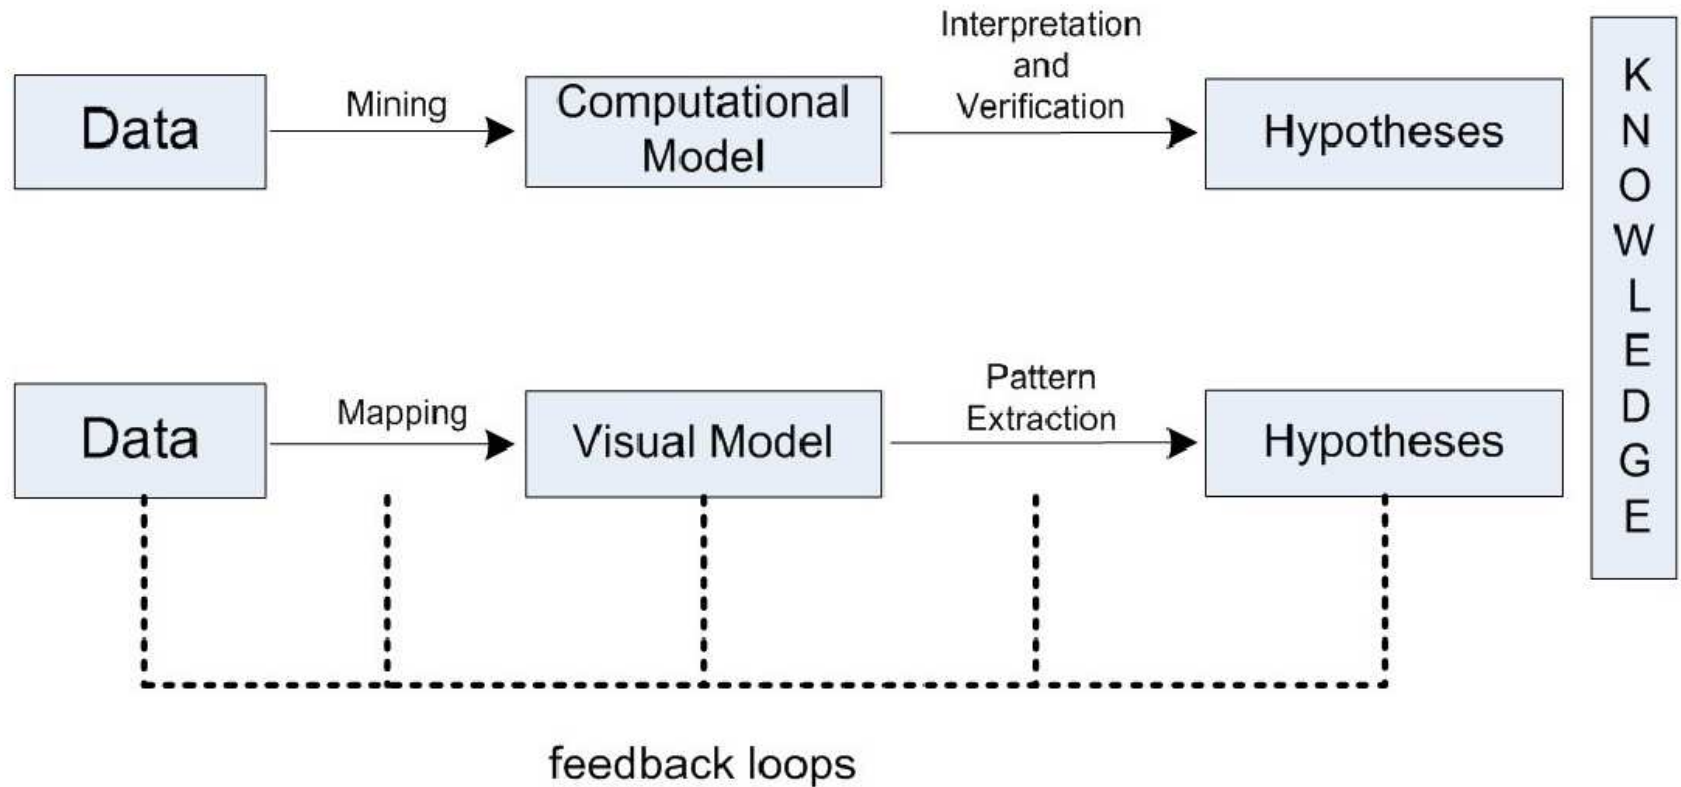 Data
Mining
Computational
Model
Interpretation
and
Verification
Hypotheses
Data
Mapping
Visual Model
Pattern
Extraction
Hypotheses
K
N
O
W
L
E
D
G
E
feedback loops